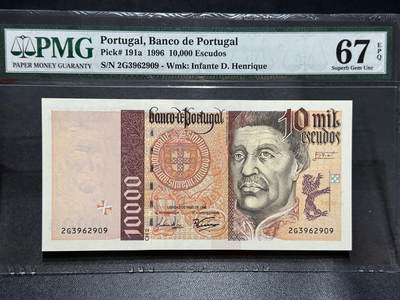 PMG
PAPER MONEY GUARANTY
Portugal, Banco de Portugal
Pick# 191a 1996 10,000 Escudos
S/N 2G3962909 - Wmk: Infante D. Henrique
67 EPQ
Superb Gem Unc
banco de Portugal
10 mil
escudos
10000
2G3962909
2G3962909